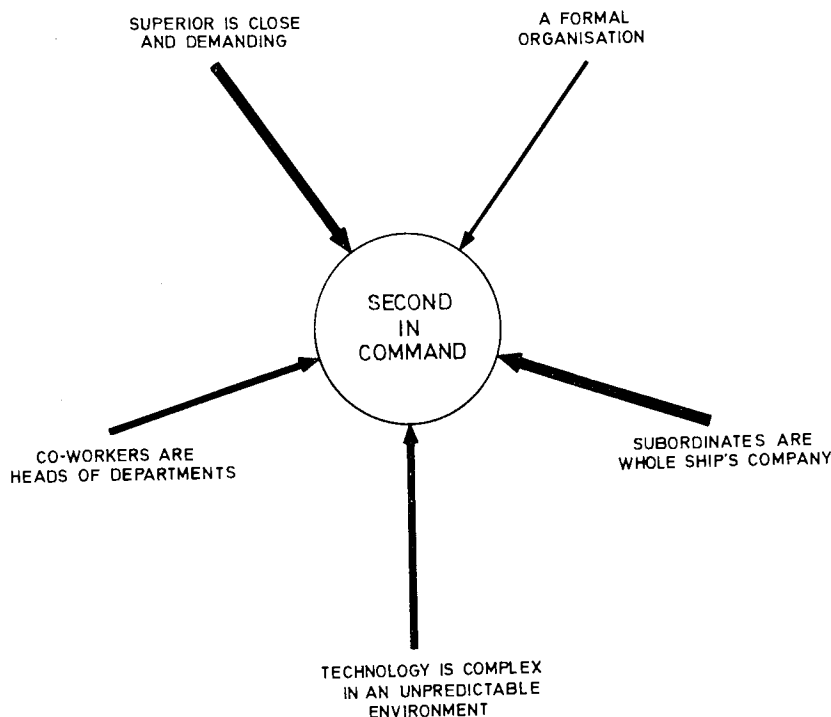 SUPERIOR IS CLOSE
AND DEMANDING
A FORMAL
ORGANISATION
SECOND
IN
COMMAND
CO-WORKERS ARE
HEADS OF DEPARTMENTS
SUBORDINATES ARE
WHOLE SHIP'S COMPANY
TECHNOLOGY IS COMPLEX
IN AN UNPREDICTABLE
ENVIRONMENT